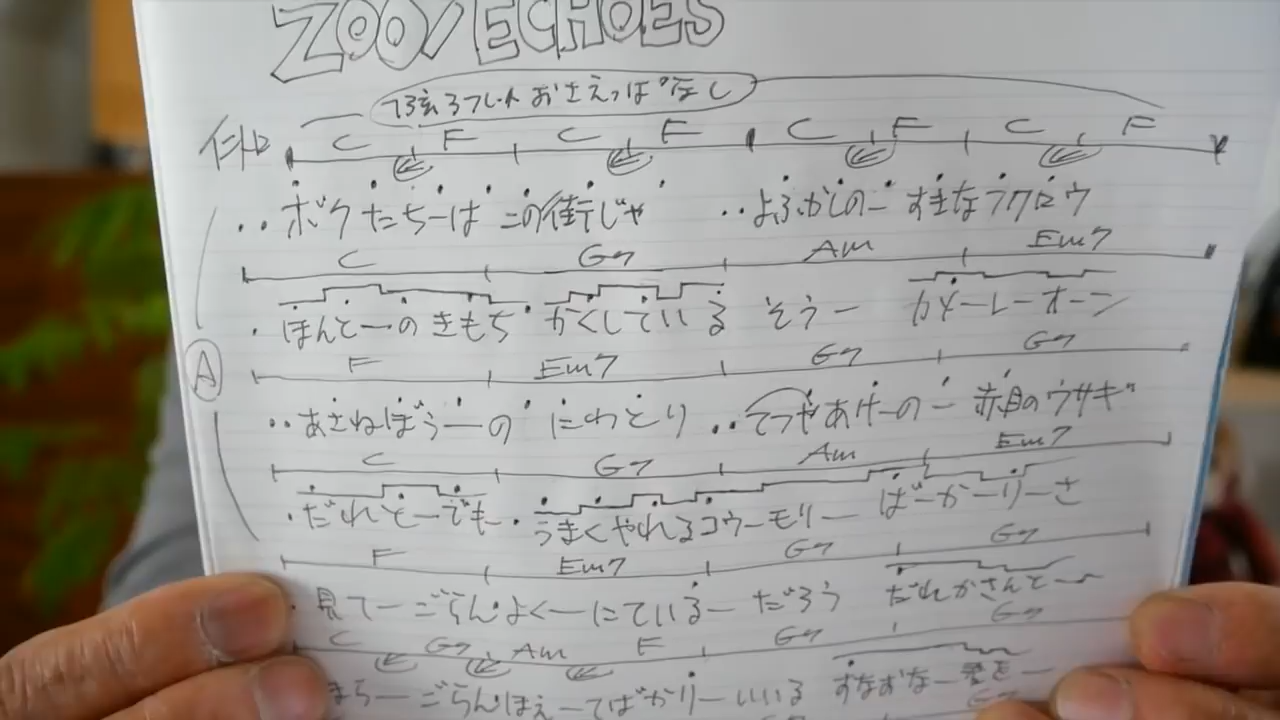 ZOO/ECHOES
1弦3フレットおさえっぱなし
イントロ C F C F C F C F
ボクたちーは この街じゃ よふかしのー すきなフクロウ
C G7 Am Em7
ほんとーのきもち かくしている そうー カメーレーオーン
Ⓐ
F Em7 G7 G7
あさねぼうーの にわとり てつやあけーのー 赤目のウサギ
C G7 Am Em7
だれとーでも うまくやれるコウーモリー ばーかーりーさ
F Em7 G7 G7
見てーごらんよくーにているーだろう だれかさんとー
C G7 Am F G7 G7
ごらんほえーてばかりーいいる すなおなー君をー